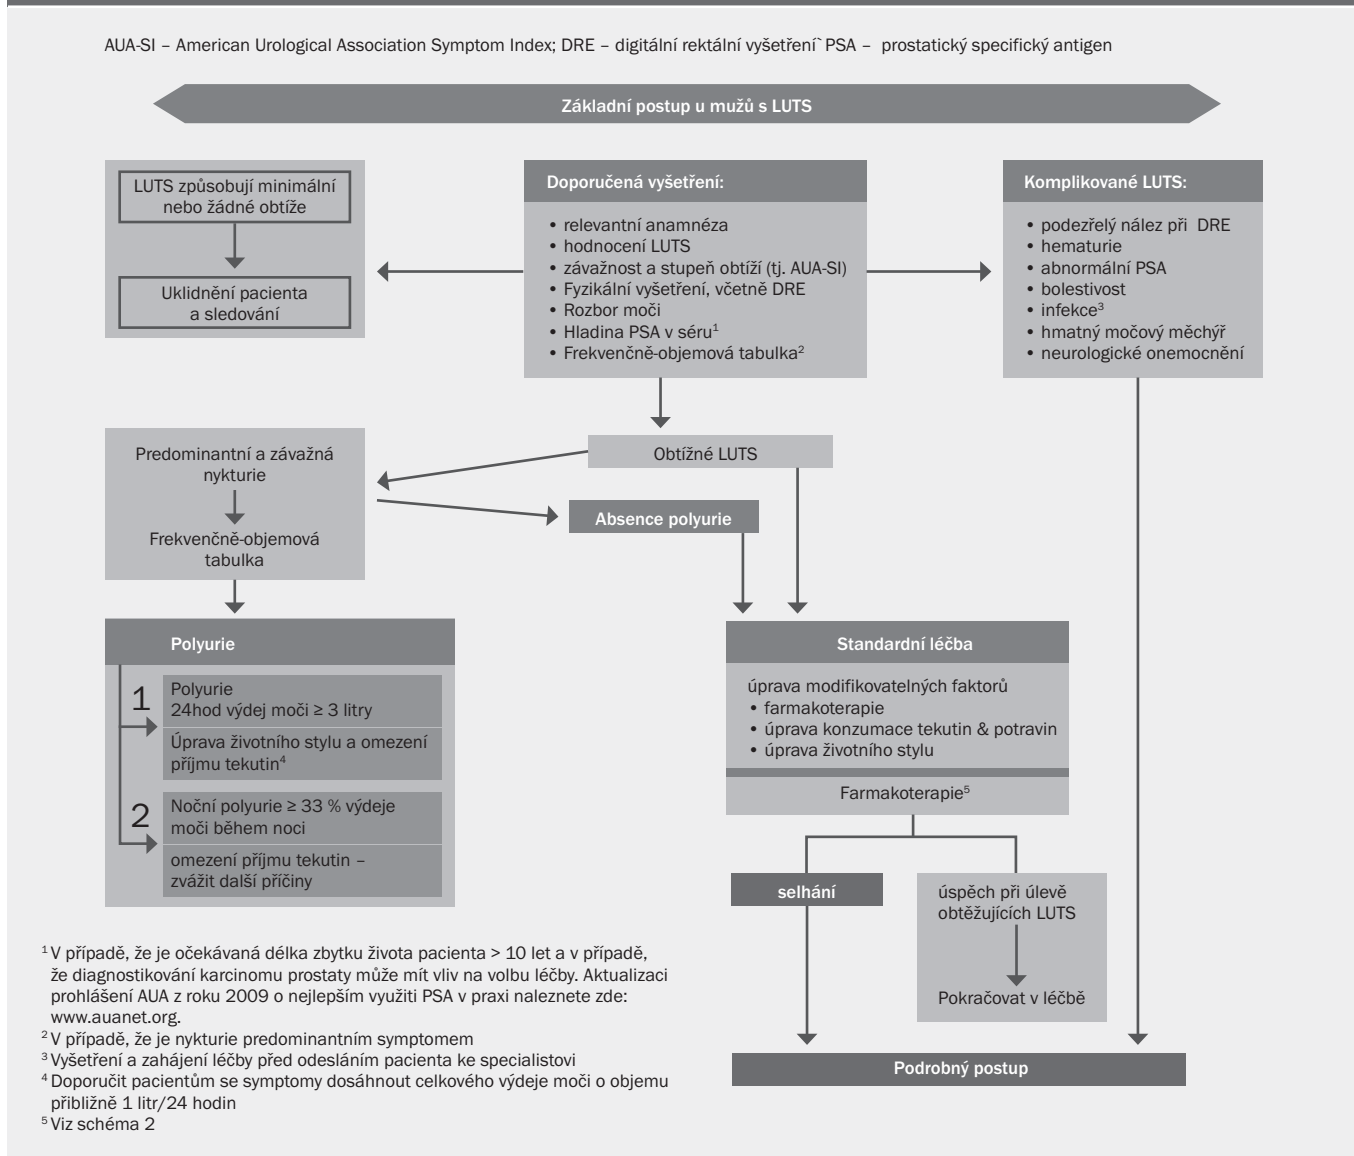 AUA-SI – American Urological Association Symptom Index; DRE – digitální rektální vyšetření` PSA – prostatický specifický antigen
Základní postup u mužů s LUTS
LUTS způsobují minimální
nebo žádné obtíže
Uklidnění pacienta
a sledování
Doporučená vyšetření:
• relevantní anamnéza
• hodnocení LUTS
• závažnost a stupeň obtíží (tj. AUA-SI)
• Fyzikální vyšetření, včetně DRE
• Rozbor moči
• Hladina PSA v séru¹
• Frekvenčně-objemová tabulka²
Komplikované LUTS:
• podezřelý nález při DRE
• hematurie
• abnormální PSA
• bolestivost
• infekce³
• hmatný močový měchýř
• neurologické onemocnění
Predominantní a závažná
nykturie
Frekvenčně-objemová
tabulka
Obtížné LUTS
Absence polyurie
Polyurie
1
Polyurie
24hod výdej moči ≥ 3 litry
Úprava životního stylu a omezení
příjmu tekutin⁴
2
Noční polyurie ≥ 33 % výdeje
moči během noci
omezení příjmu tekutin –
zvážit další příčiny
Standardní léčba
úprava modifikovatelných faktorů
• farmakoterapie
• úprava konzumace tekutin & potravin
• úprava životního stylu
Farmakoterapie⁵
selhání
úspěch při úlevě
obtěžujících LUTS
Pokračovat v léčbě
Podrobný postup
¹ V případě, že je očekávaná délka zbytku života pacienta > 10 let a v případě,
že diagnostikování karcinomu prostaty může mít vliv na volbu léčby. Aktualizaci
prohlášení AUA z roku 2009 o nejlepším využiti PSA v praxi naleznete zde:
www.auanet.org.
² V případě, že je nykturie predominantním symptomem
³ Vyšetření a zahájení léčby před odesláním pacienta ke specialistovi
⁴ Doporučit pacientům se symptomy dosáhnout celkového výdeje moči o objemu
přibližně 1 litr/24 hodin
⁵ Viz schéma 2